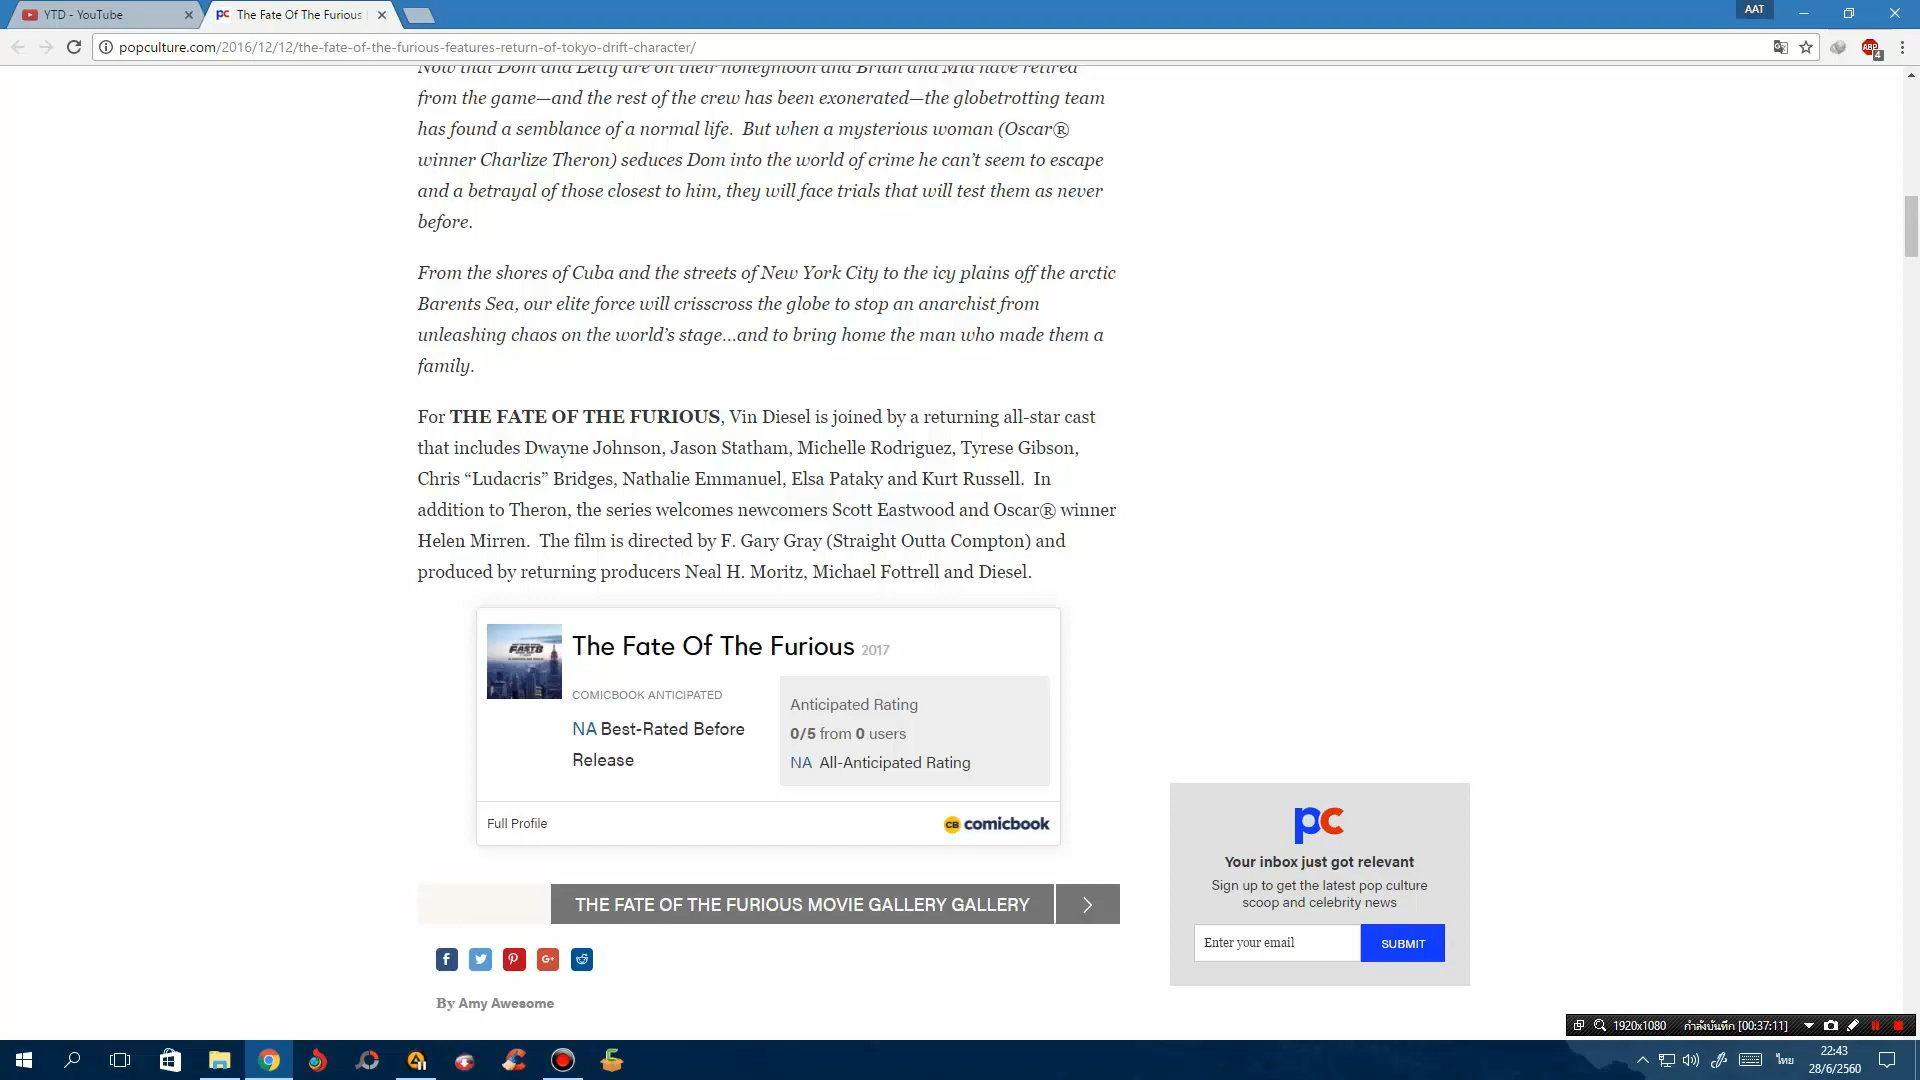 YTD - YouTube
The Fate Of The Furious
AAT
popculture.com/2016/12/12/the-fate-of-the-furious-features-return-of-tokyo-drift-character/
ABP
4
Now that Dom and Letty are on their honeymoon and Brian and Mia have retired
from the game—and the rest of the crew has been exonerated—the globetrotting team
has found a semblance of a normal life.  But when a mysterious woman (Oscar®
winner Charlize Theron) seduces Dom into the world of crime he can’t seem to escape
and a betrayal of those closest to him, they will face trials that will test them as never
before.
From the shores of Cuba and the streets of New York City to the icy plains off the arctic
Barents Sea, our elite force will crisscross the globe to stop an anarchist from
unleashing chaos on the world’s stage…and to bring home the man who made them a
family.
For THE FATE OF THE FURIOUS, Vin Diesel is joined by a returning all-star cast
that includes Dwayne Johnson, Jason Statham, Michelle Rodriguez, Tyrese Gibson,
Chris “Ludacris” Bridges, Nathalie Emmanuel, Elsa Pataky and Kurt Russell.  In
addition to Theron, the series welcomes newcomers Scott Eastwood and Oscar® winner
Helen Mirren.  The film is directed by F. Gary Gray (Straight Outta Compton) and
produced by returning producers Neal H. Moritz, Michael Fottrell and Diesel.
FAST8
The Fate Of The Furious 2017
COMICBOOK ANTICIPATED
NA Best-Rated Before
Release
Anticipated Rating
0/5 from 0 users
NA All-Anticipated Rating
Full Profile
CB comicbook
THE FATE OF THE FURIOUS MOVIE GALLERY GALLERY
By Amy Awesome
pc
Your inbox just got relevant
Sign up to get the latest pop culture
scoop and celebrity news
Enter your email
SUBMIT
1920x1080
กำลังบันทึก [00:37:11]
ไทย
22:43
28/6/2560